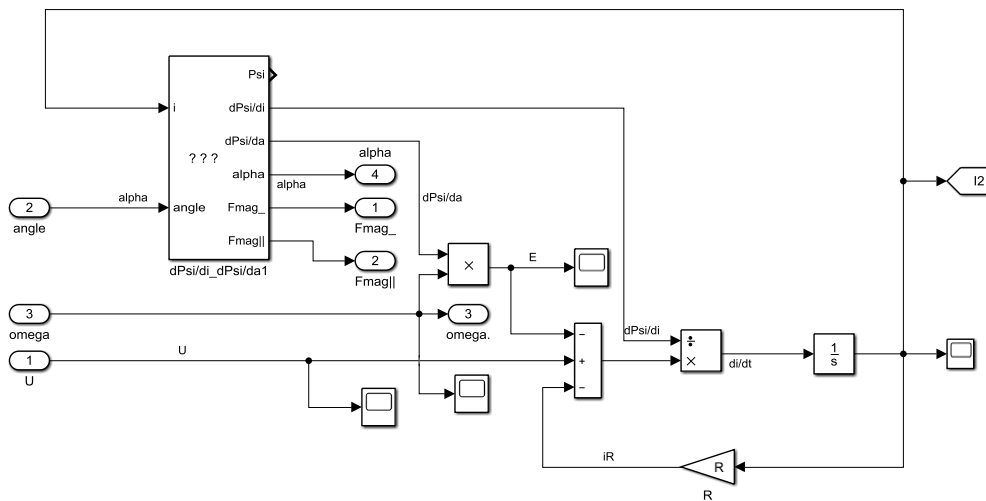 Psi
i
dPsi/di
dPsi/da
? ? ?
alpha
alpha
alpha
4
dPsi/da
2
alpha
angle
angle
Fmag_
1
Fmag_
Fmag||
2
Fmag||
dPsi/di_dPsi/da1
×
E
I2
3
omega
3
omega.
1
U
U
−
+
−
dPsi/di
÷
×
di/dt
1
s
iR
R
R